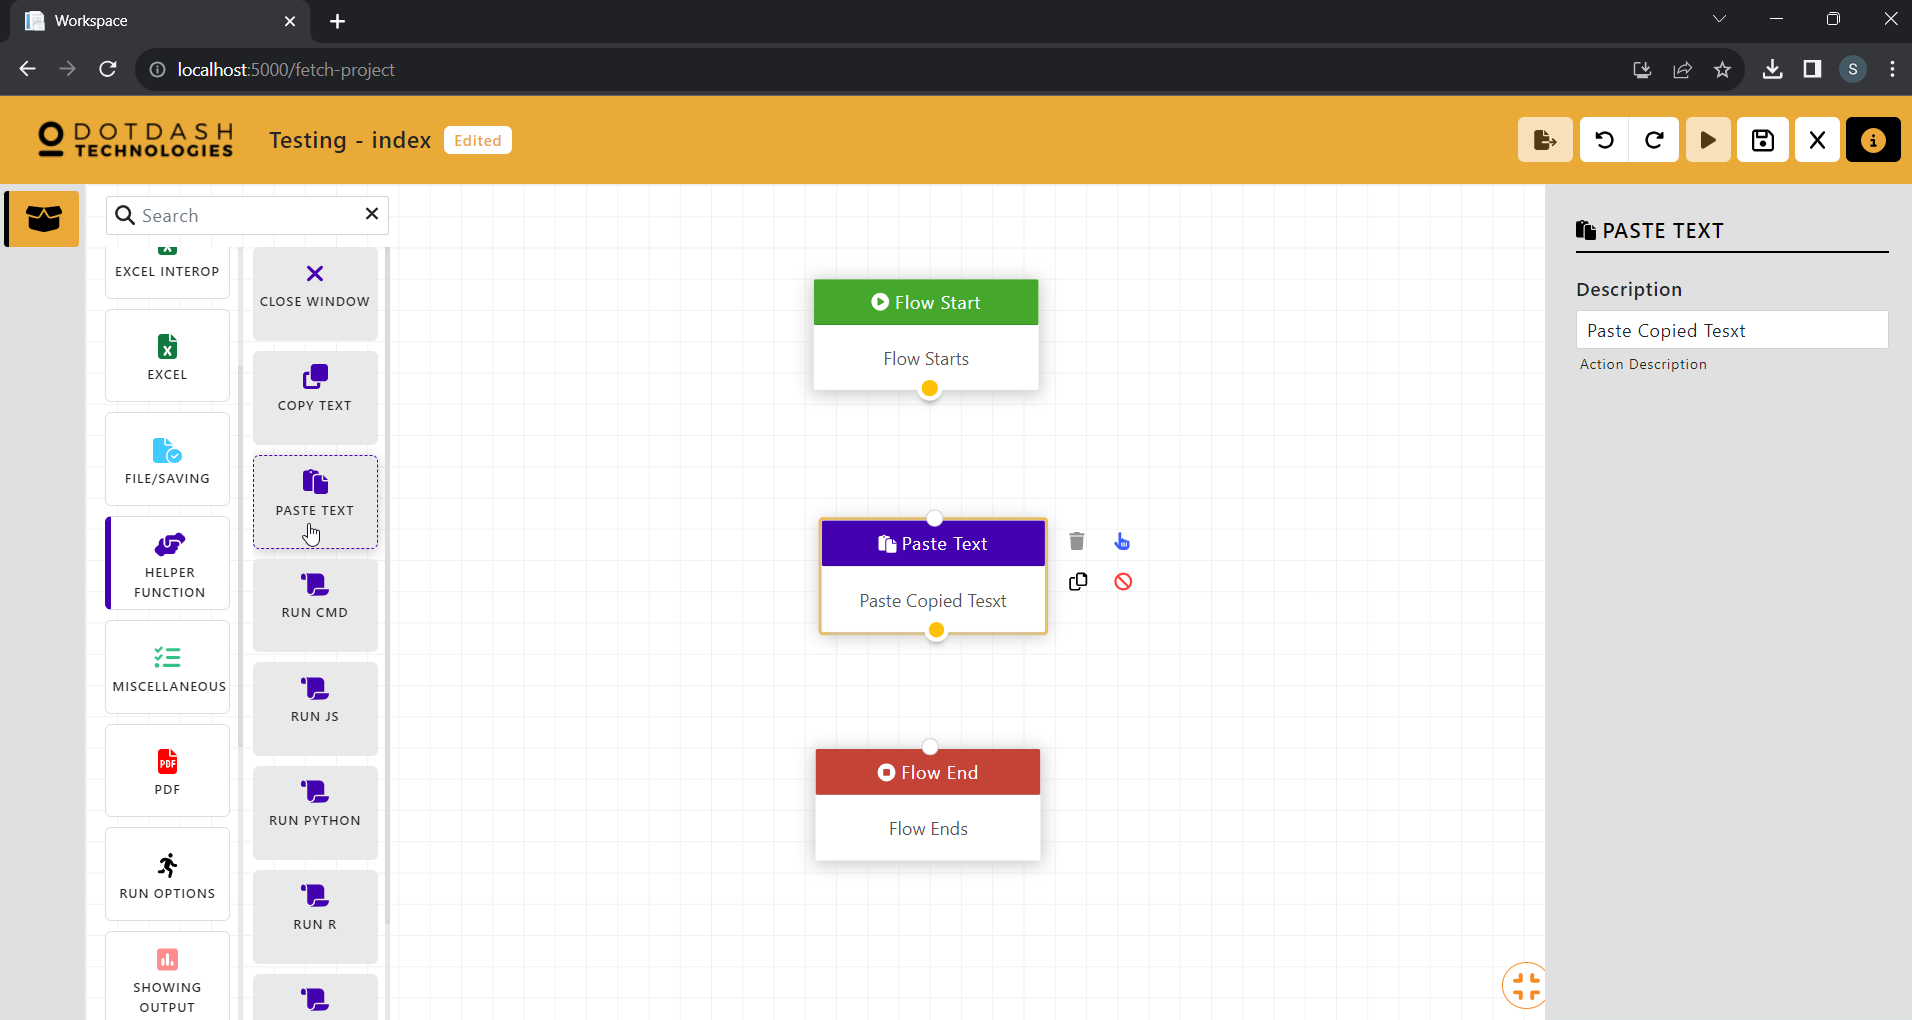 Workspace
localhost:5000/fetch-project
S
DOTDASH
TECHNOLOGIES
Testing - index
Edited
Search
EXCEL INTEROP
EXCEL
FILE/SAVING
HELPER
FUNCTION
MISCELLANEOUS
PDF
PDF
RUN OPTIONS
SHOWING
OUTPUT
CLOSE WINDOW
COPY TEXT
PASTE TEXT
RUN CMD
RUN JS
RUN PYTHON
RUN R
Flow Start
Flow Starts
Paste Text
Paste Copied Tesxt
Flow End
Flow Ends
PASTE TEXT
Description
Paste Copied Tesxt
Action Description